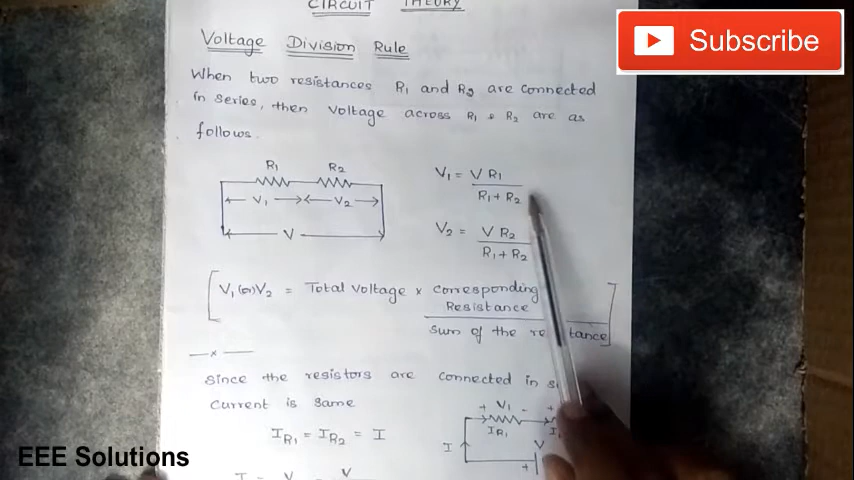 CIRCUIT THEORY
Subscribe
Voltage Division Rule
When two resistances R1 and R2 are connected
in series, then voltage across R1 & R2 are as
follows.
R1 R2
V1 V2
V
V1 = V R1
R1 + R2
V2 = V R2
R1 + R2
V1 (or) V2 = Total Voltage × corresponding
Resistance
sum of the
— × —
Since the resistors are connected in
current is same
IR1 = IR2 = I
+ V1 - +
IR1
I
V
+
I V V
EEE Solutions